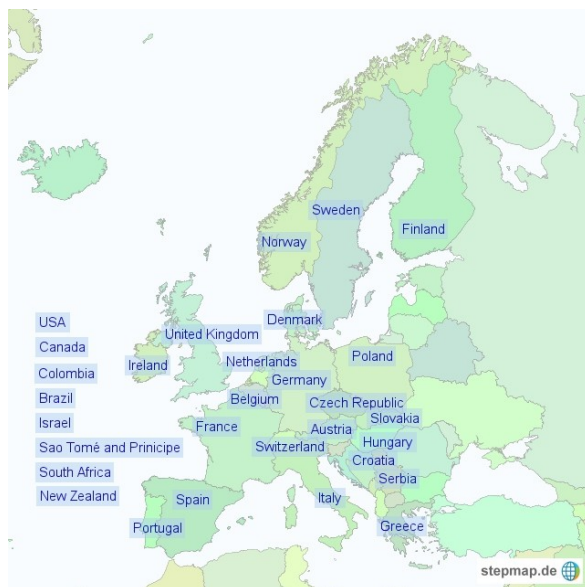 Sweden
Norway
Finland
USA
Denmark
United Kingdom
Canada
Poland
Netherlands
Ireland
Colombia
Germany
Belgium
Brazil
Czech Republic
Slovakia
Israel
France
Austria
Hungary
Sao Tomé and Prinicipe
Switzerland
Croatia
South Africa
Serbia
New Zealand
Spain
Italy
Portugal
Greece
stepmap.de